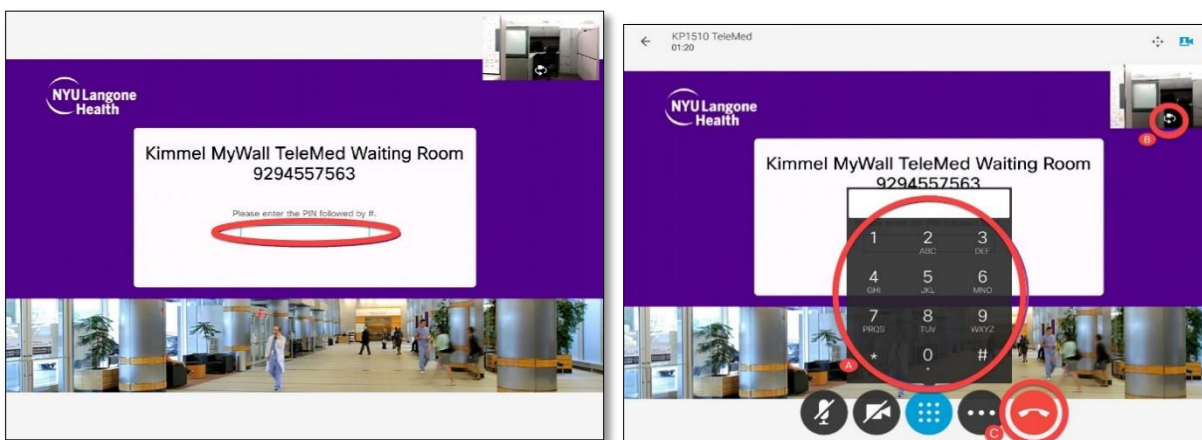 NYU Langone
Health
Kimmel MyWall TeleMed Waiting Room
9294557563
Please enter the PIN followed by #.
KP1510 TeleMed
01:20
NYU Langone
Health
B
Kimmel MyWall TeleMed Waiting Room
9294557563
1 2 3
ABC DEF
4 5 6
GHI JKL MNO
7 8 9
PRQS TUV WXYZ
* 0 #
A
C